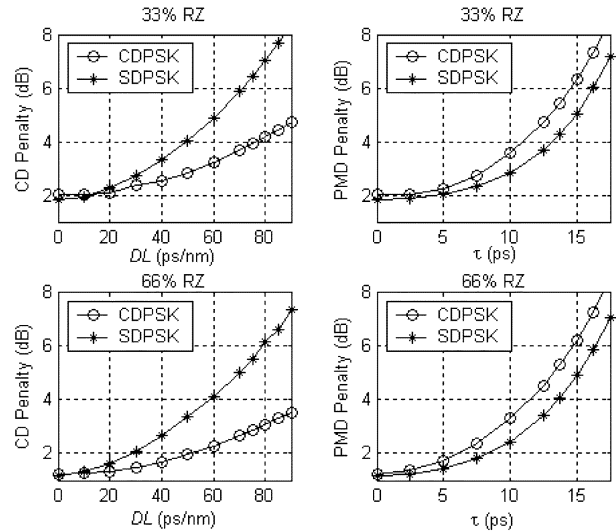 33% RZ
CD Penalty (dB)
8
6
4
2
CDPSK
SDPSK
0 20 40 60 80
DL (ps/nm)
33% RZ
PMD Penalty (dB)
8
6
4
2
CDPSK
SDPSK
0 5 10 15
τ (ps)
66% RZ
CD Penalty (dB)
8
6
4
2
CDPSK
SDPSK
0 20 40 60 80
DL (ps/nm)
66% RZ
PMD Penalty (dB)
8
6
4
2
CDPSK
SDPSK
0 5 10 15
τ (ps)